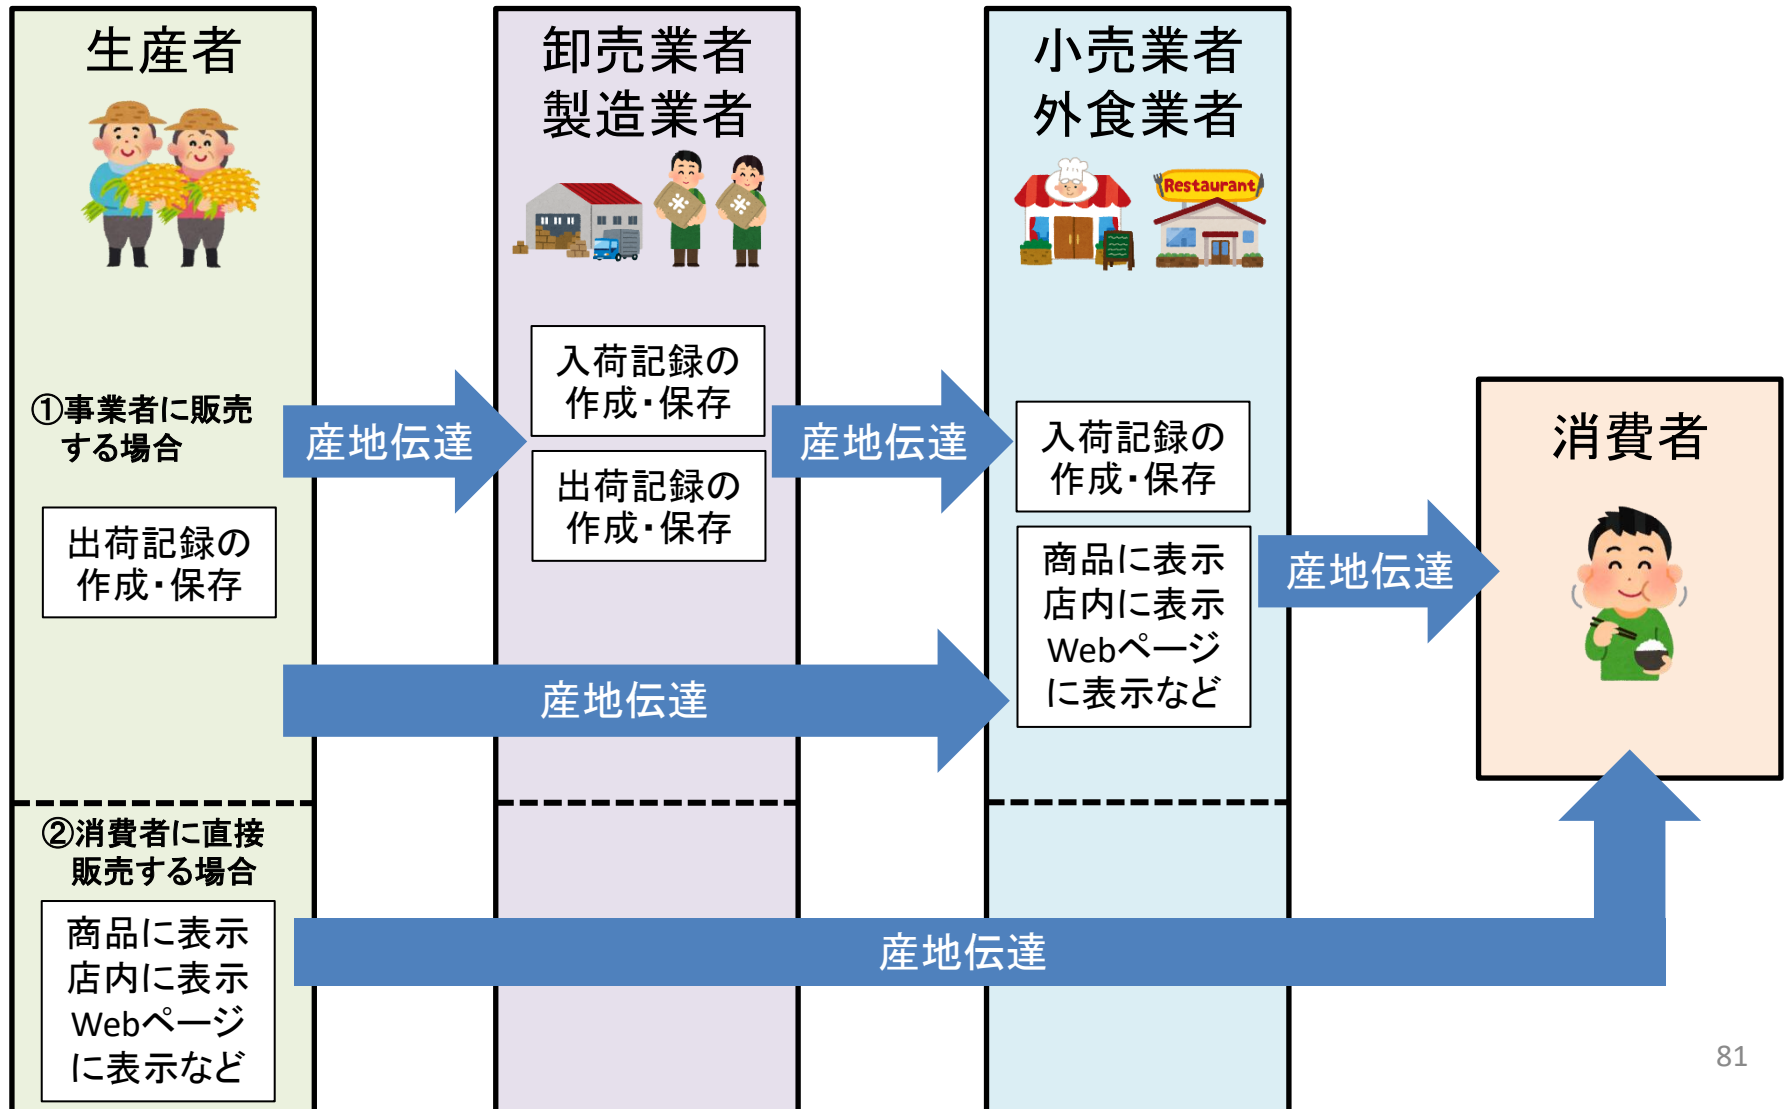 生産者
①事業者に販売
する場合
出荷記録の
作成・保存
②消費者に直接
販売する場合
商品に表示
店内に表示
Webページ
に表示など
産地伝達
卸売業者
製造業者
米
米
入荷記録の
作成・保存
出荷記録の
作成・保存
産地伝達
小売業者
外食業者
Restaurant
入荷記録の
作成・保存
商品に表示
店内に表示
Webページ
に表示など
産地伝達
産地伝達
消費者
産地伝達
81